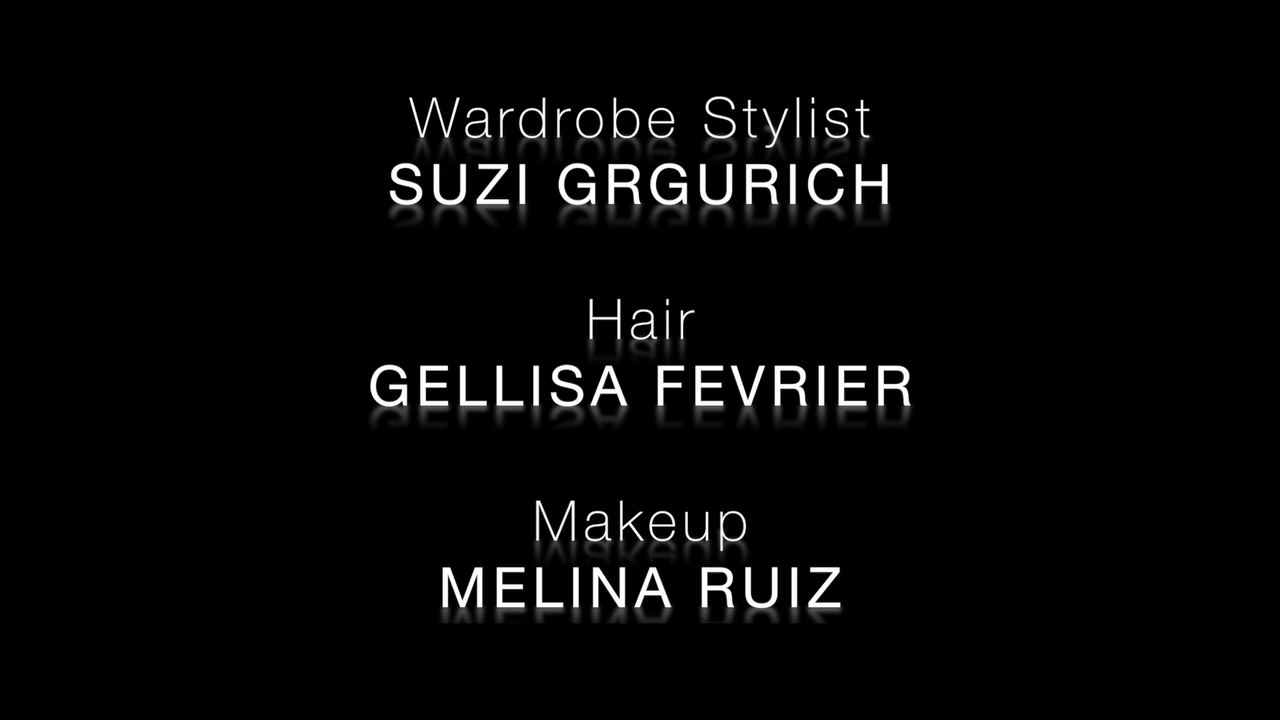 Wardrobe Stylist
SUZI GRGURICH
Hair
GELLISA FEVRIER
Makeup
MELINA RUIZ